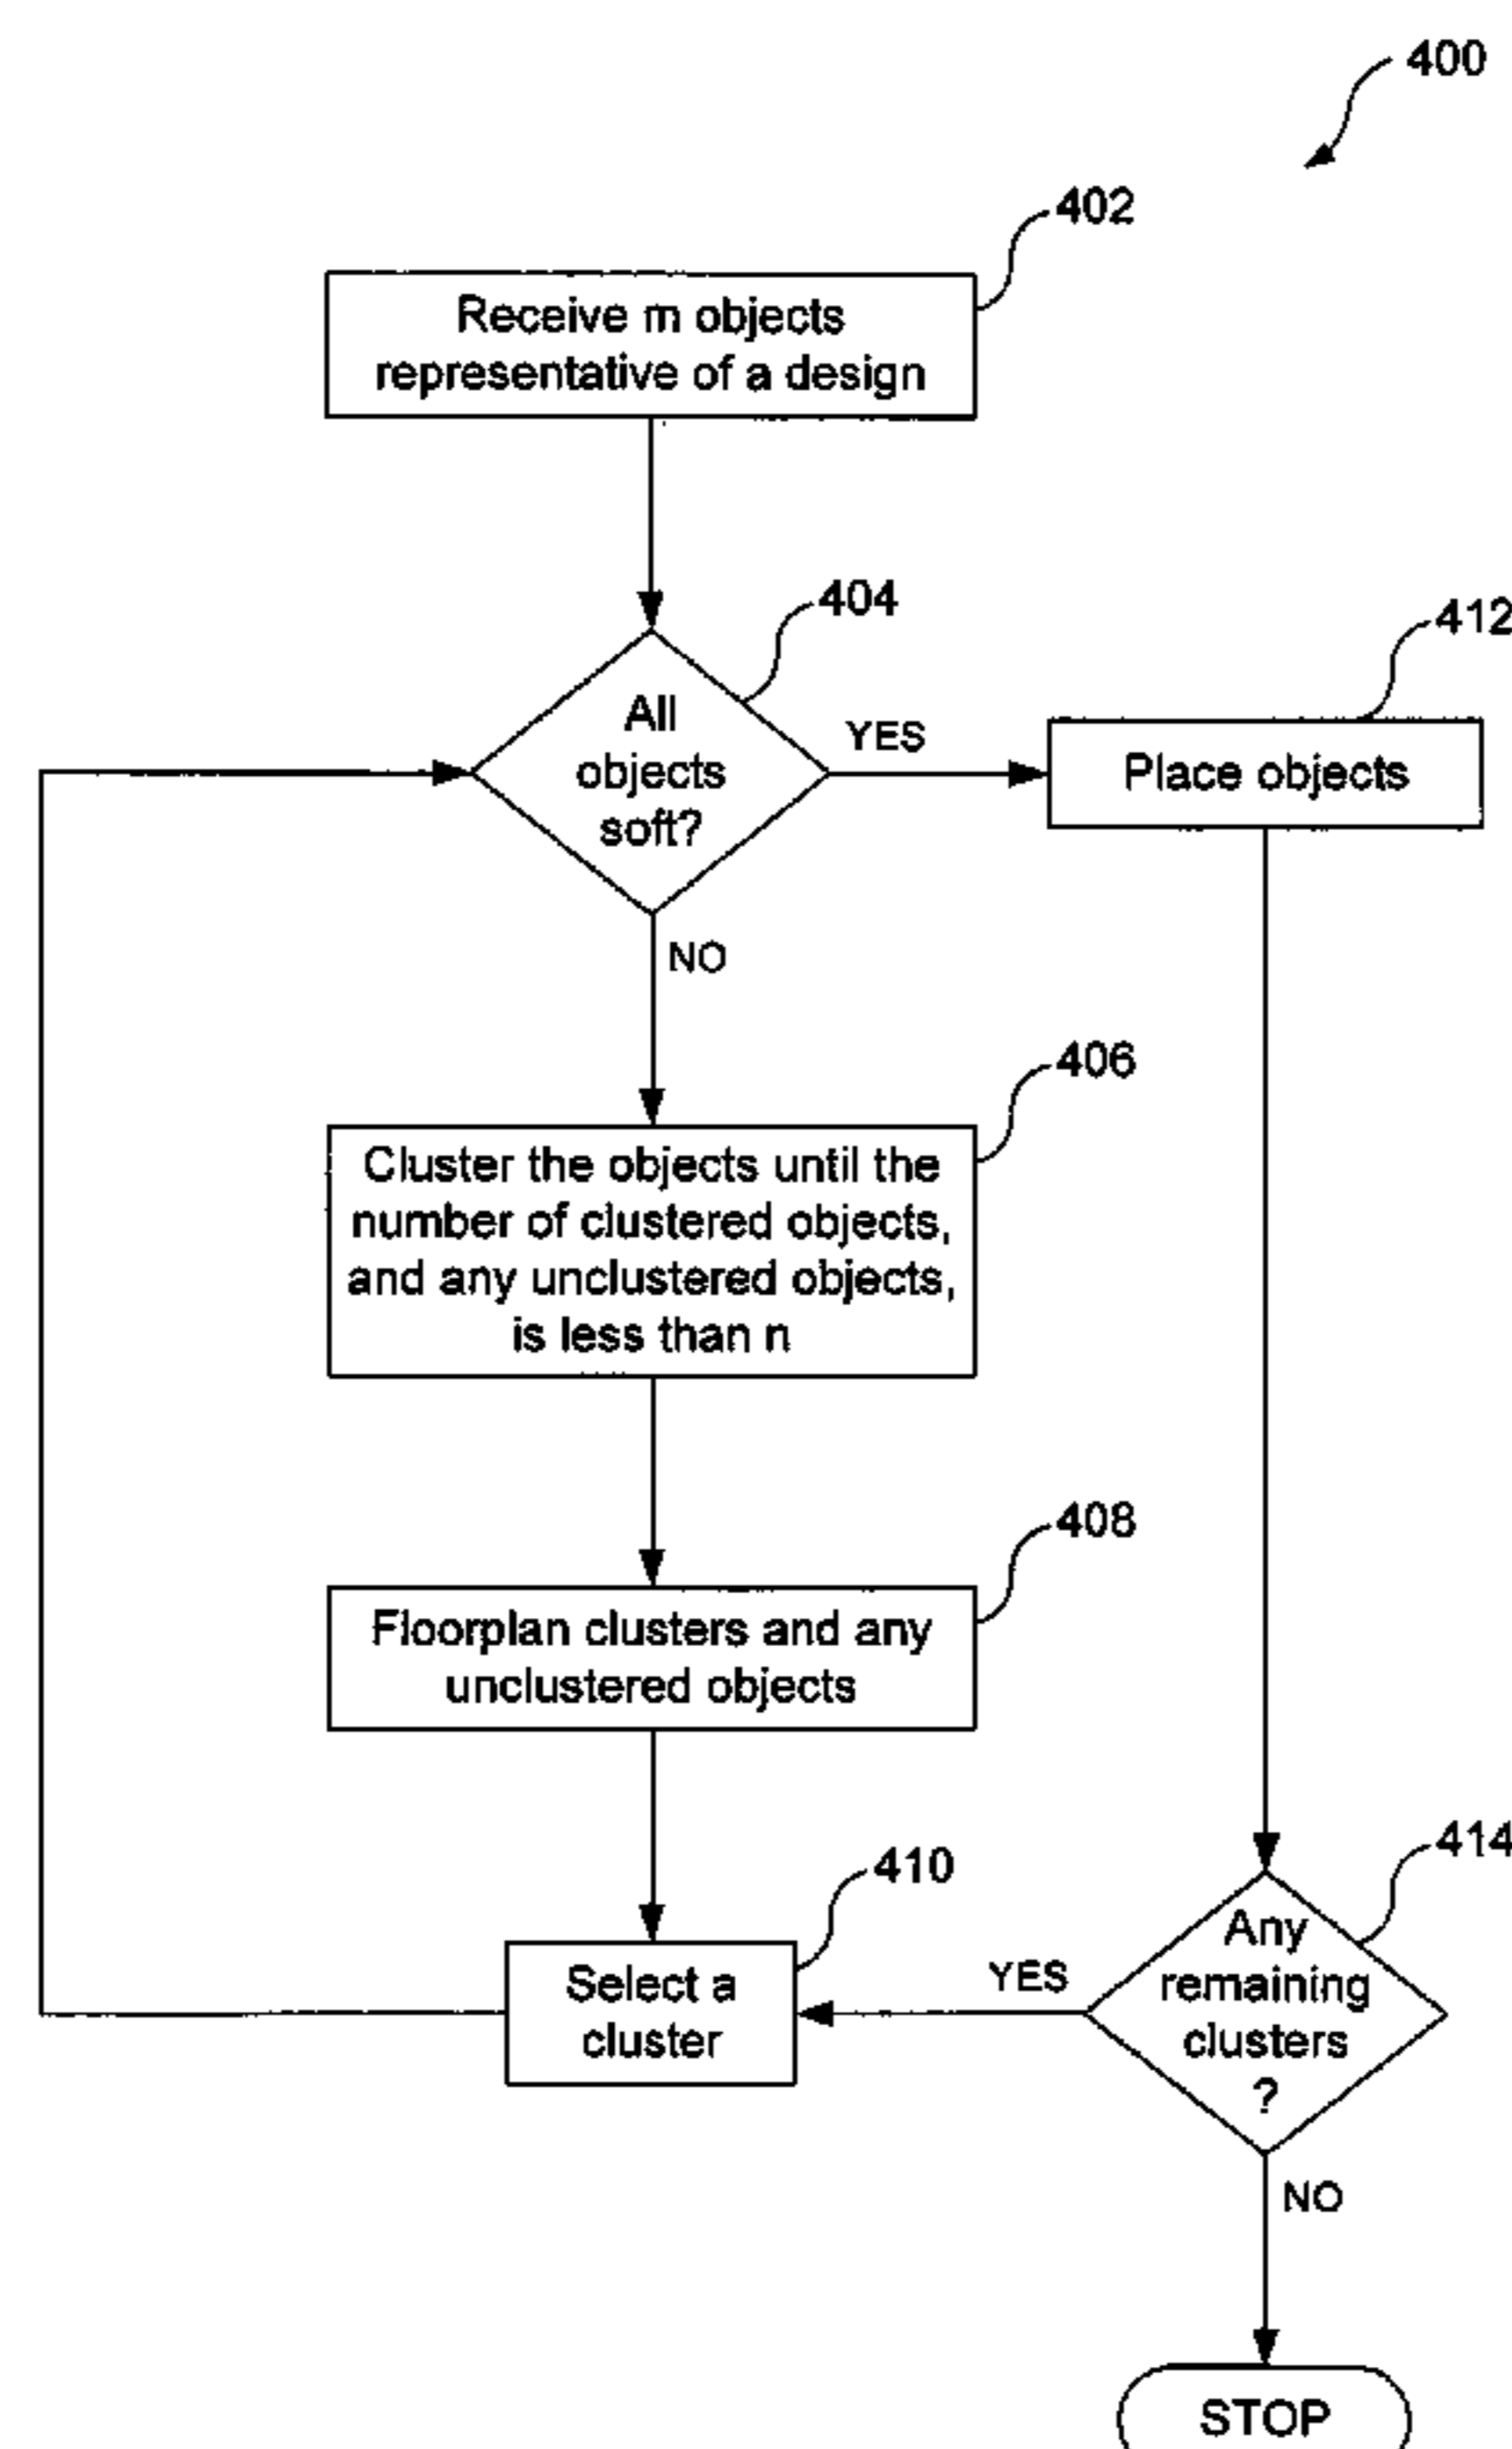 400
402
Receive m objects
representative of a design
404
All
objects
soft?
YES
412
Place objects
NO
406
Cluster the objects until the
number of clustered objects,
and any unclustered objects,
is less than n
408
Floorplan clusters and any
unclustered objects
410
Select a
cluster
YES
414
Any
remaining
clusters
?
NO
STOP